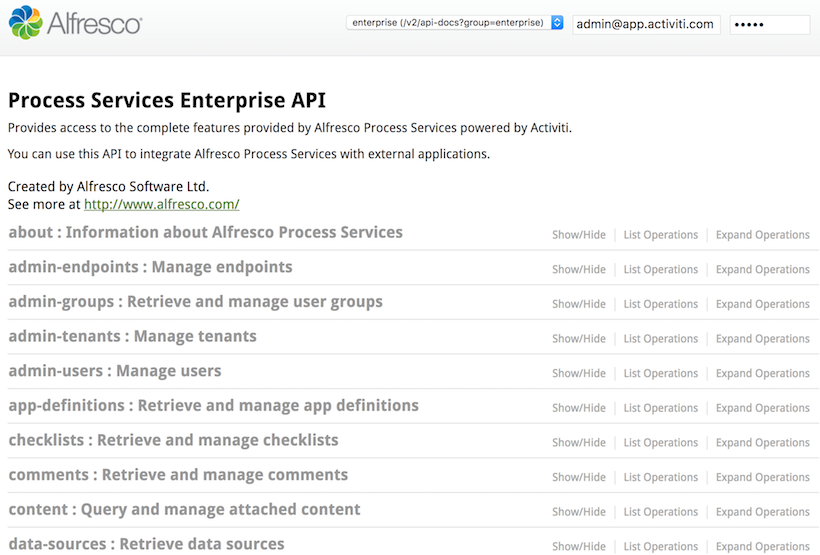 Alfresco®
enterprise (/v2/api-docs?group=enterprise)
admin@app.activiti.com
•••••
Process Services Enterprise API
Provides access to the complete features provided by Alfresco Process Services powered by Activiti.
You can use this API to integrate Alfresco Process Services with external applications.
Created by Alfresco Software Ltd.
See more at http://www.alfresco.com/
about : Information about Alfresco Process Services Show/Hide List Operations Expand Operations
admin-endpoints : Manage endpoints Show/Hide List Operations Expand Operations
admin-groups : Retrieve and manage user groups Show/Hide List Operations Expand Operations
admin-tenants : Manage tenants Show/Hide List Operations Expand Operations
admin-users : Manage users Show/Hide List Operations Expand Operations
app-definitions : Retrieve and manage app definitions Show/Hide List Operations Expand Operations
checklists : Retrieve and manage checklists Show/Hide List Operations Expand Operations
comments : Retrieve and manage comments Show/Hide List Operations Expand Operations
content : Query and manage attached content Show/Hide List Operations Expand Operations
data-sources : Retrieve data sources Show/Hide List Operations Expand Operations